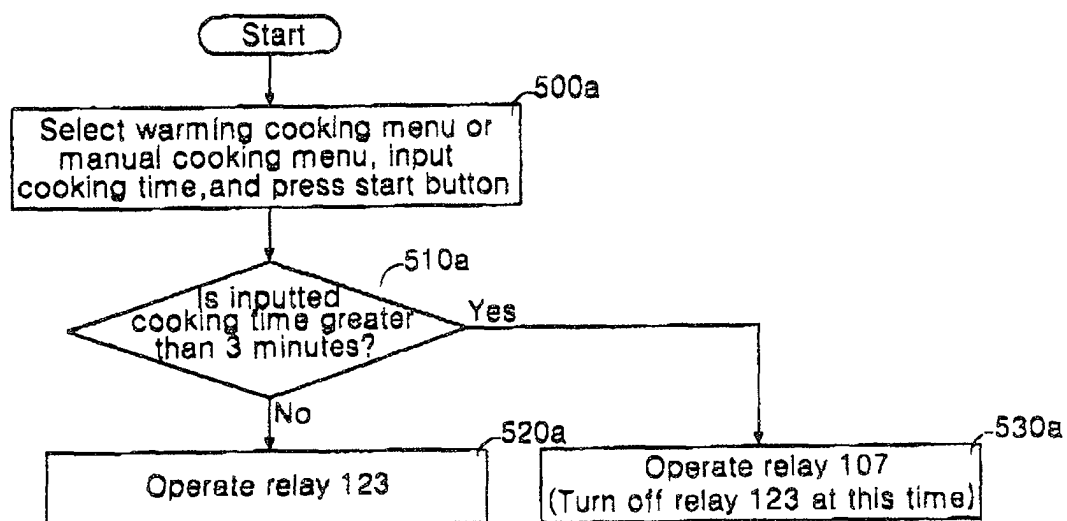 Start
500a
Select warming cooking menu or
manual cooking menu, input
cooking time,and press start button
510a
Is inputted
cooking time greater
than 3 minutes?
Yes
No
520a
Operate relay 123
530a
Operate relay 107
(Turn off relay 123 at this time)